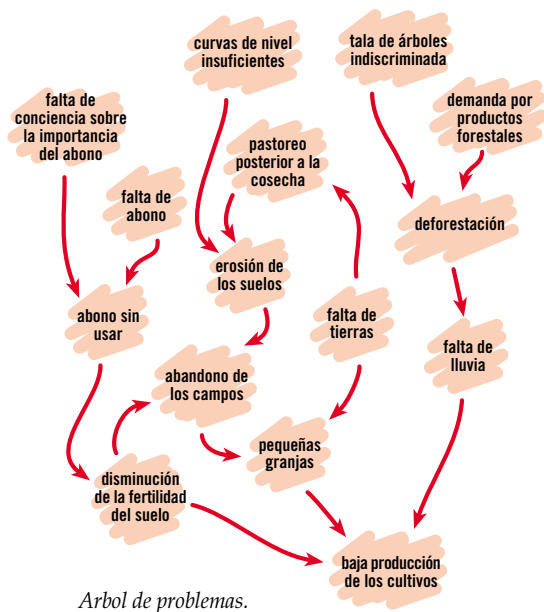 curvas de nivel
insuficientes
tala de árboles
indiscriminada
falta de
conciencia sobre
la importancia
del abono
demanda por
productos
forestales
pastoreo
posterior a la
cosecha
falta de
abono
deforestación
erosión de
los suelos
abono sin
usar
falta de
tierras
falta de
lluvia
abandono de
los campos
pequeñas
granjas
disminución
de la fertilidad
del suelo
baja producción
de los cultivos
Arbol de problemas.